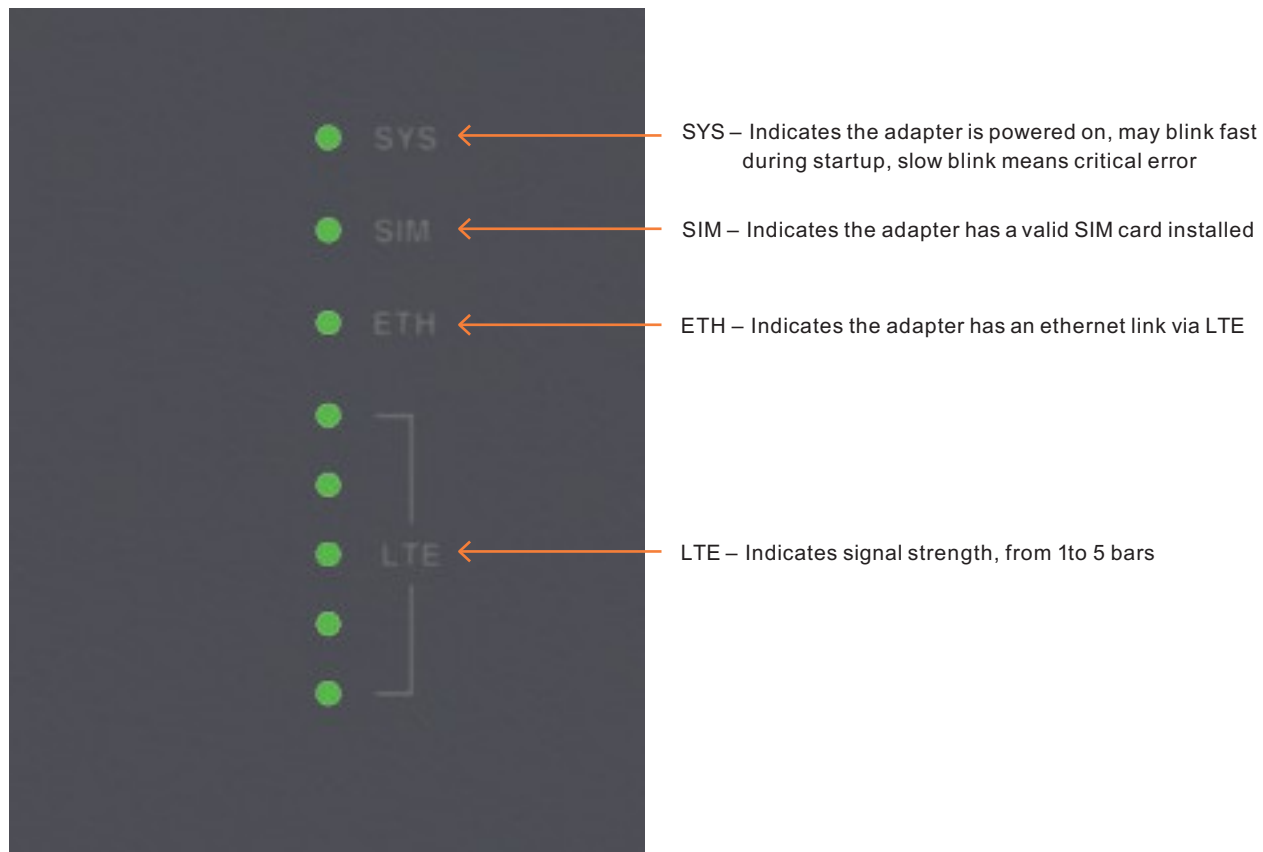 SYS
SYS – Indicates the adapter is powered on, may blink fast
during startup, slow blink means critical error
SIM
SIM – Indicates the adapter has a valid SIM card installed
ETH
ETH – Indicates the adapter has an ethernet link via LTE
LTE
LTE – Indicates signal strength, from 1to 5 bars